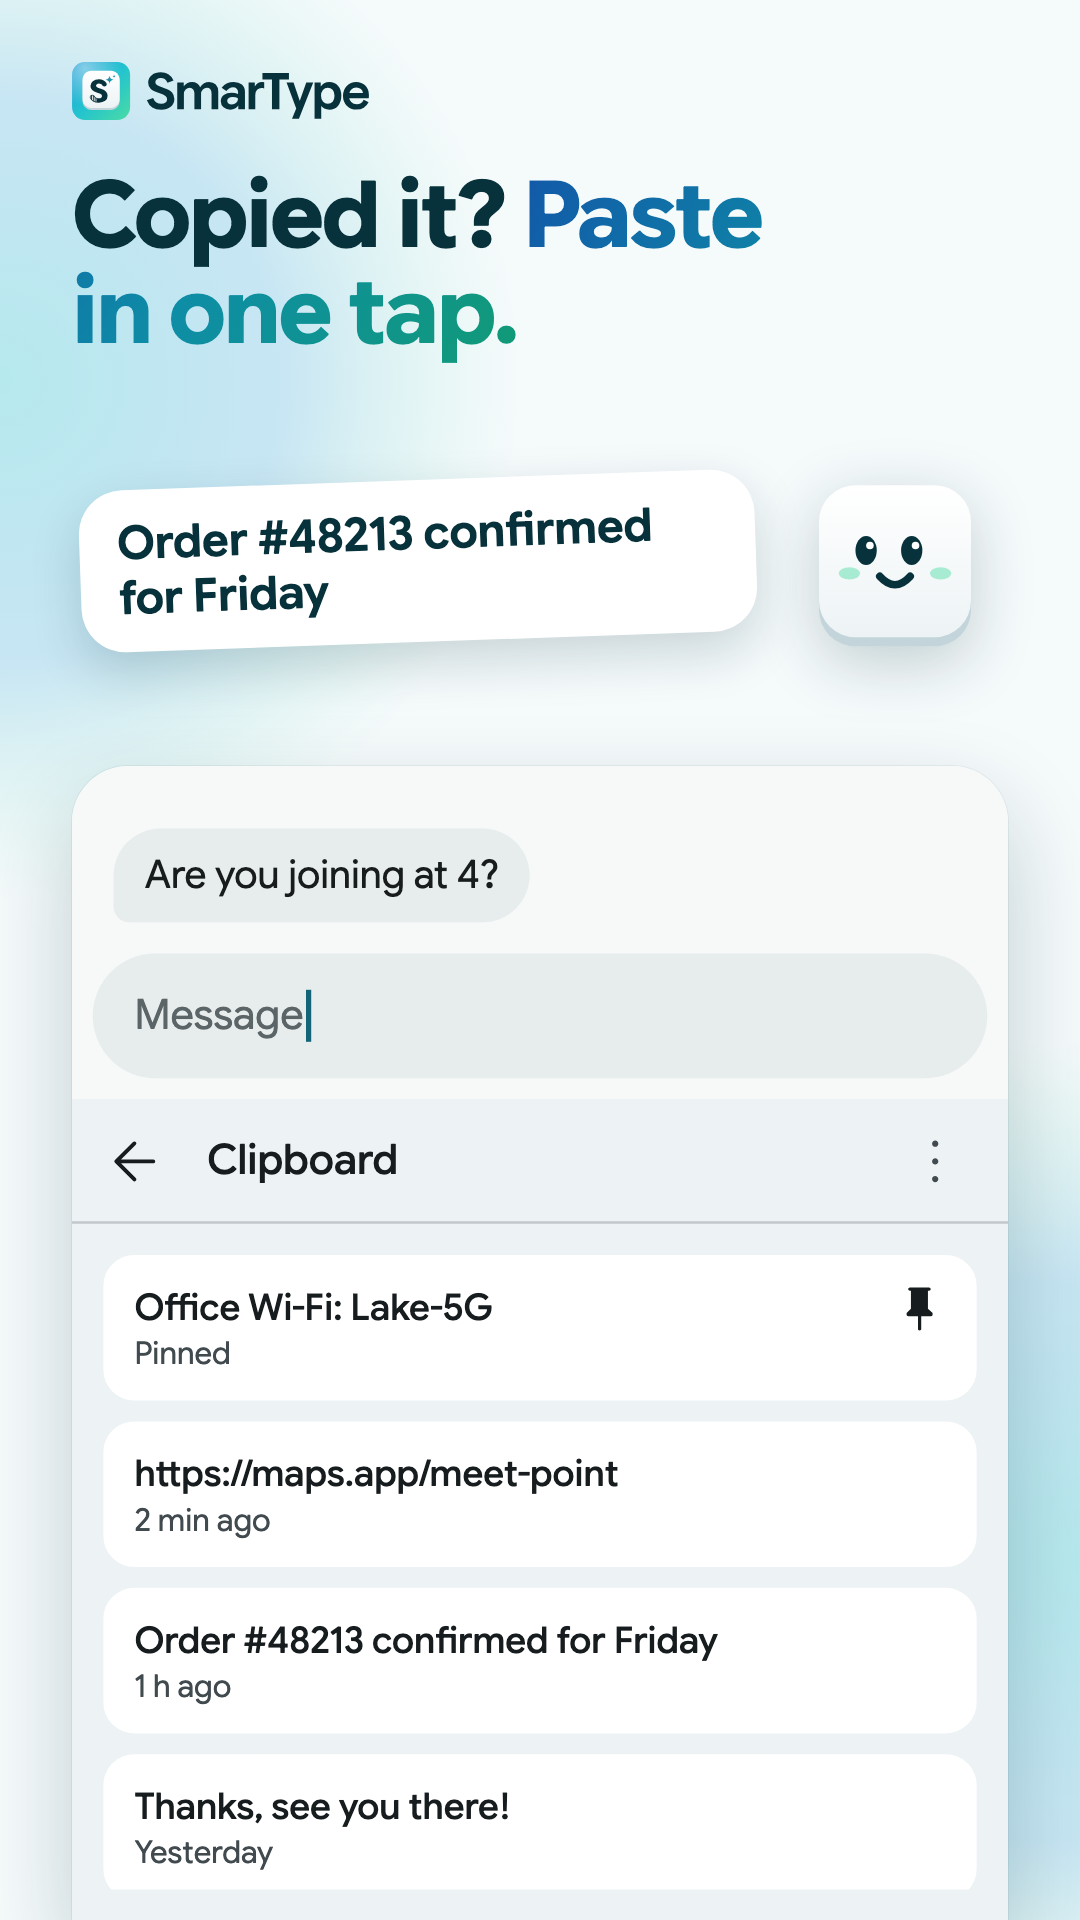 SmarType
Copied it? Paste
in one tap.
Order #48213 confirmed
for Friday
Are you joining at 4?
Message
Clipboard
Office Wi-Fi: Lake-5G
Pinned
https://maps.app/meet-point
2 min ago
Order #48213 confirmed for Friday
1 h ago
Thanks, see you there!
Yesterday